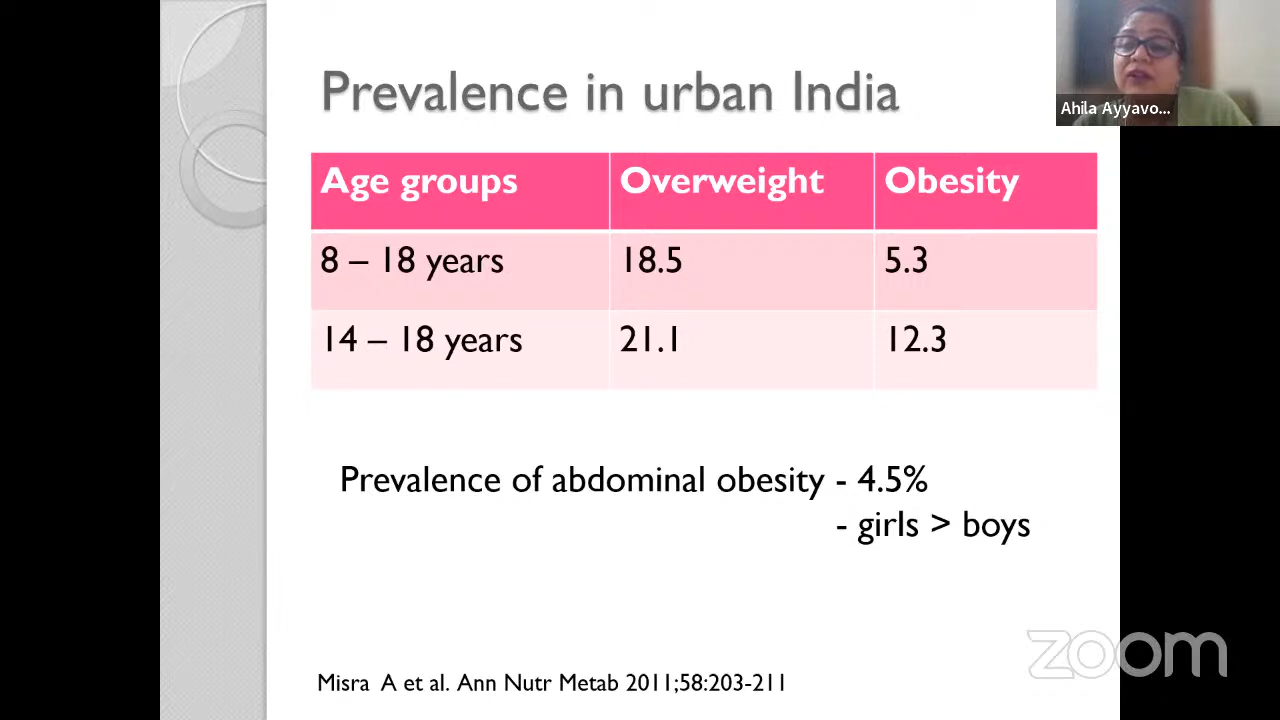 Prevalence in urban India
Ahila Ayyavo...
Age groups Overweight Obesity
8 – 18 years 18.5 5.3
14 – 18 years 21.1 12.3
Prevalence of abdominal obesity - 4.5%
- girls > boys
zoom
Misra A et al. Ann Nutr Metab 2011;58:203-211